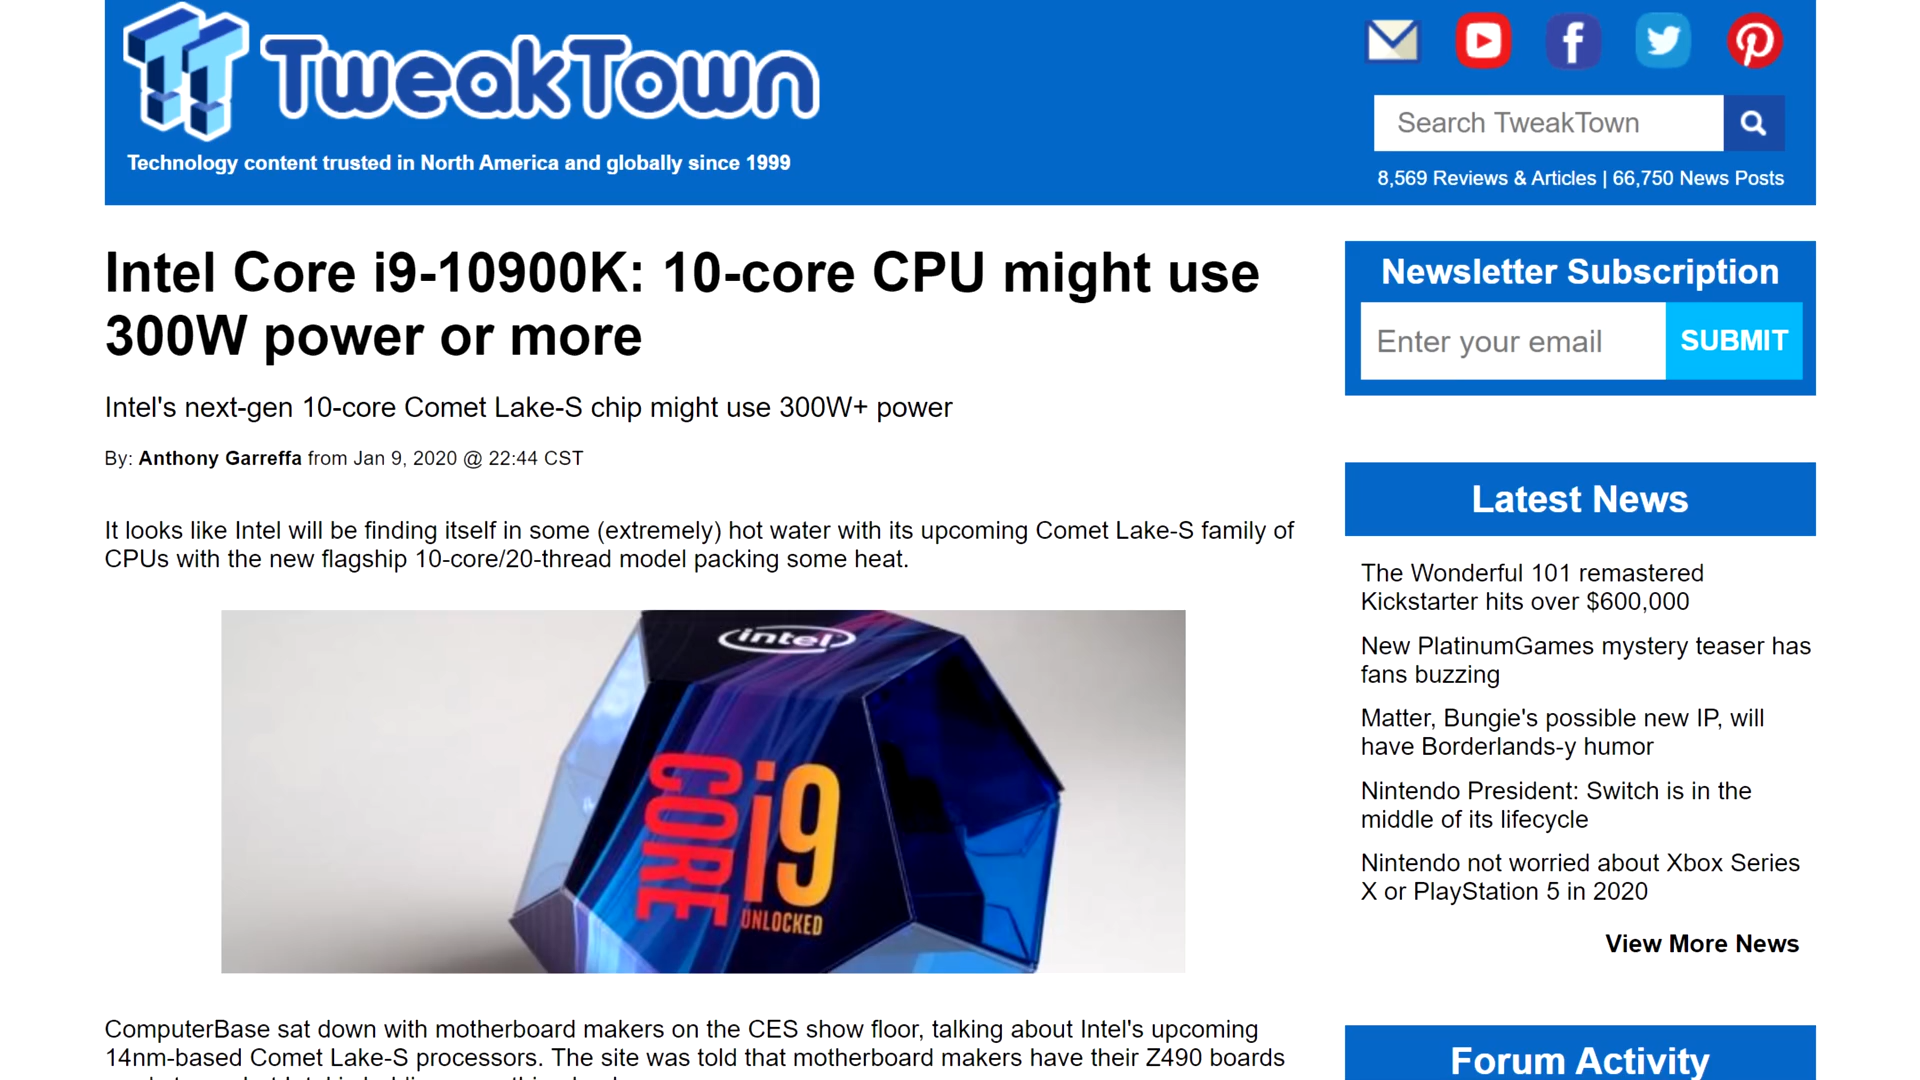 TweakTown
Technology content trusted in North America and globally since 1999
Search TweakTown
8,569 Reviews & Articles | 66,750 News Posts
Intel Core i9-10900K: 10-core CPU might use
300W power or more
Intel's next-gen 10-core Comet Lake-S chip might use 300W+ power
By: Anthony Garreffa from Jan 9, 2020 @ 22:44 CST
It looks like Intel will be finding itself in some (extremely) hot water with its upcoming Comet Lake-S family of
CPUs with the new flagship 10-core/20-thread model packing some heat.
intel
CORE
i9
UNLOCKED
ComputerBase sat down with motherboard makers on the CES show floor, talking about Intel's upcoming
14nm-based Comet Lake-S processors. The site was told that motherboard makers have their Z490 boards
Newsletter Subscription
Enter your email
SUBMIT
Latest News
The Wonderful 101 remastered
Kickstarter hits over $600,000
New PlatinumGames mystery teaser has
fans buzzing
Matter, Bungie's possible new IP, will
have Borderlands-y humor
Nintendo President: Switch is in the
middle of its lifecycle
Nintendo not worried about Xbox Series
X or PlayStation 5 in 2020
View More News
Forum Activity